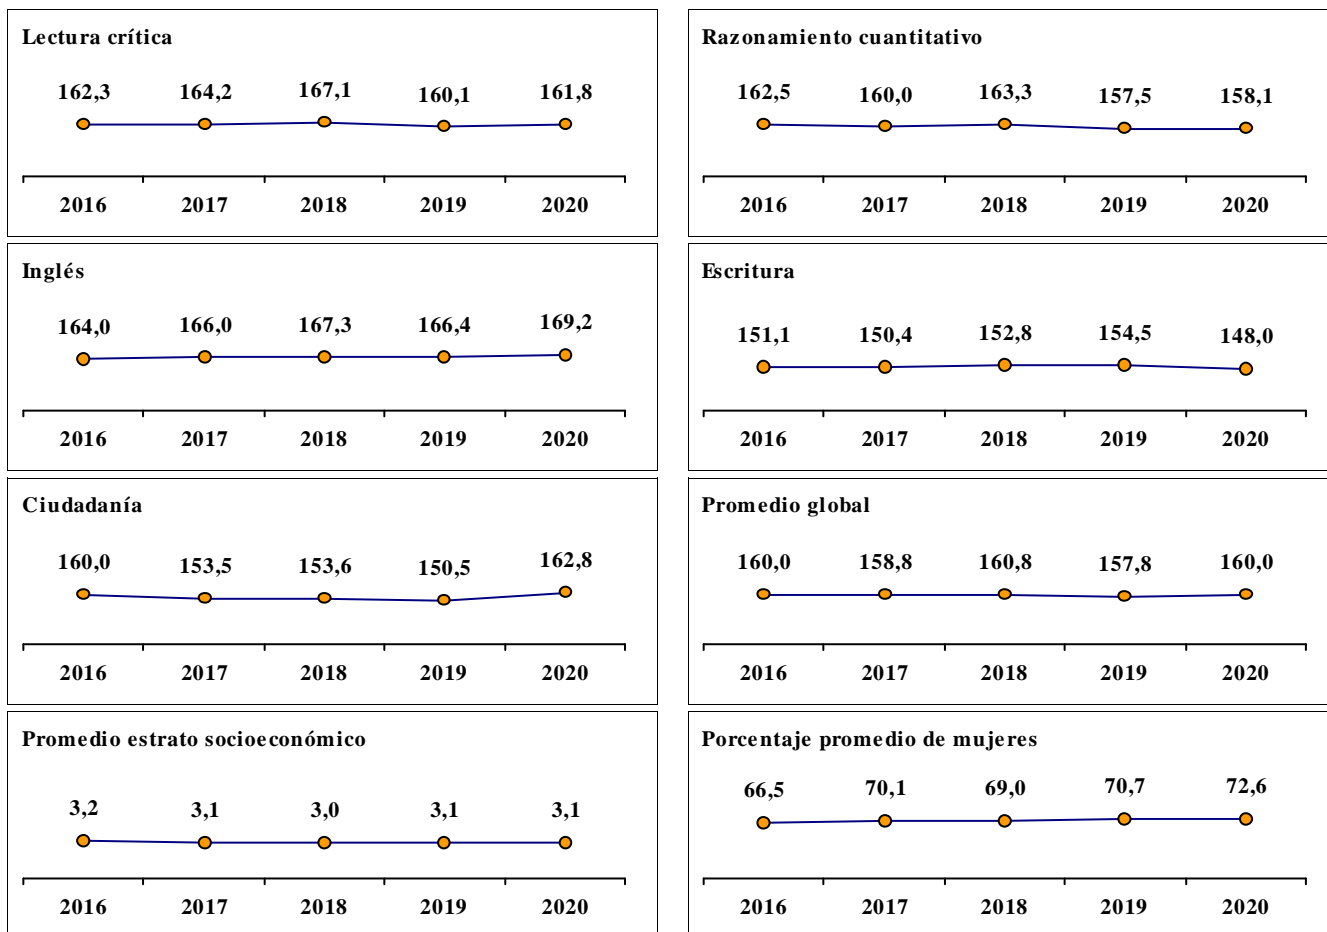 Lectura crítica
162,3 164,2 167,1 160,1 161,8
2016 2017 2018 2019 2020
Razonamiento cuantitativo
162,5 160,0 163,3 157,5 158,1
2016 2017 2018 2019 2020
Inglés
164,0 166,0 167,3 166,4 169,2
2016 2017 2018 2019 2020
Escritura
151,1 150,4 152,8 154,5 148,0
2016 2017 2018 2019 2020
Ciudadanía
160,0 153,5 153,6 150,5 162,8
2016 2017 2018 2019 2020
Promedio global
160,0 158,8 160,8 157,8 160,0
2016 2017 2018 2019 2020
Promedio estrato socioeconómico
3,2 3,1 3,0 3,1 3,1
2016 2017 2018 2019 2020
Porcentaje promedio de mujeres
66,5 70,1 69,0 70,7 72,6
2016 2017 2018 2019 2020